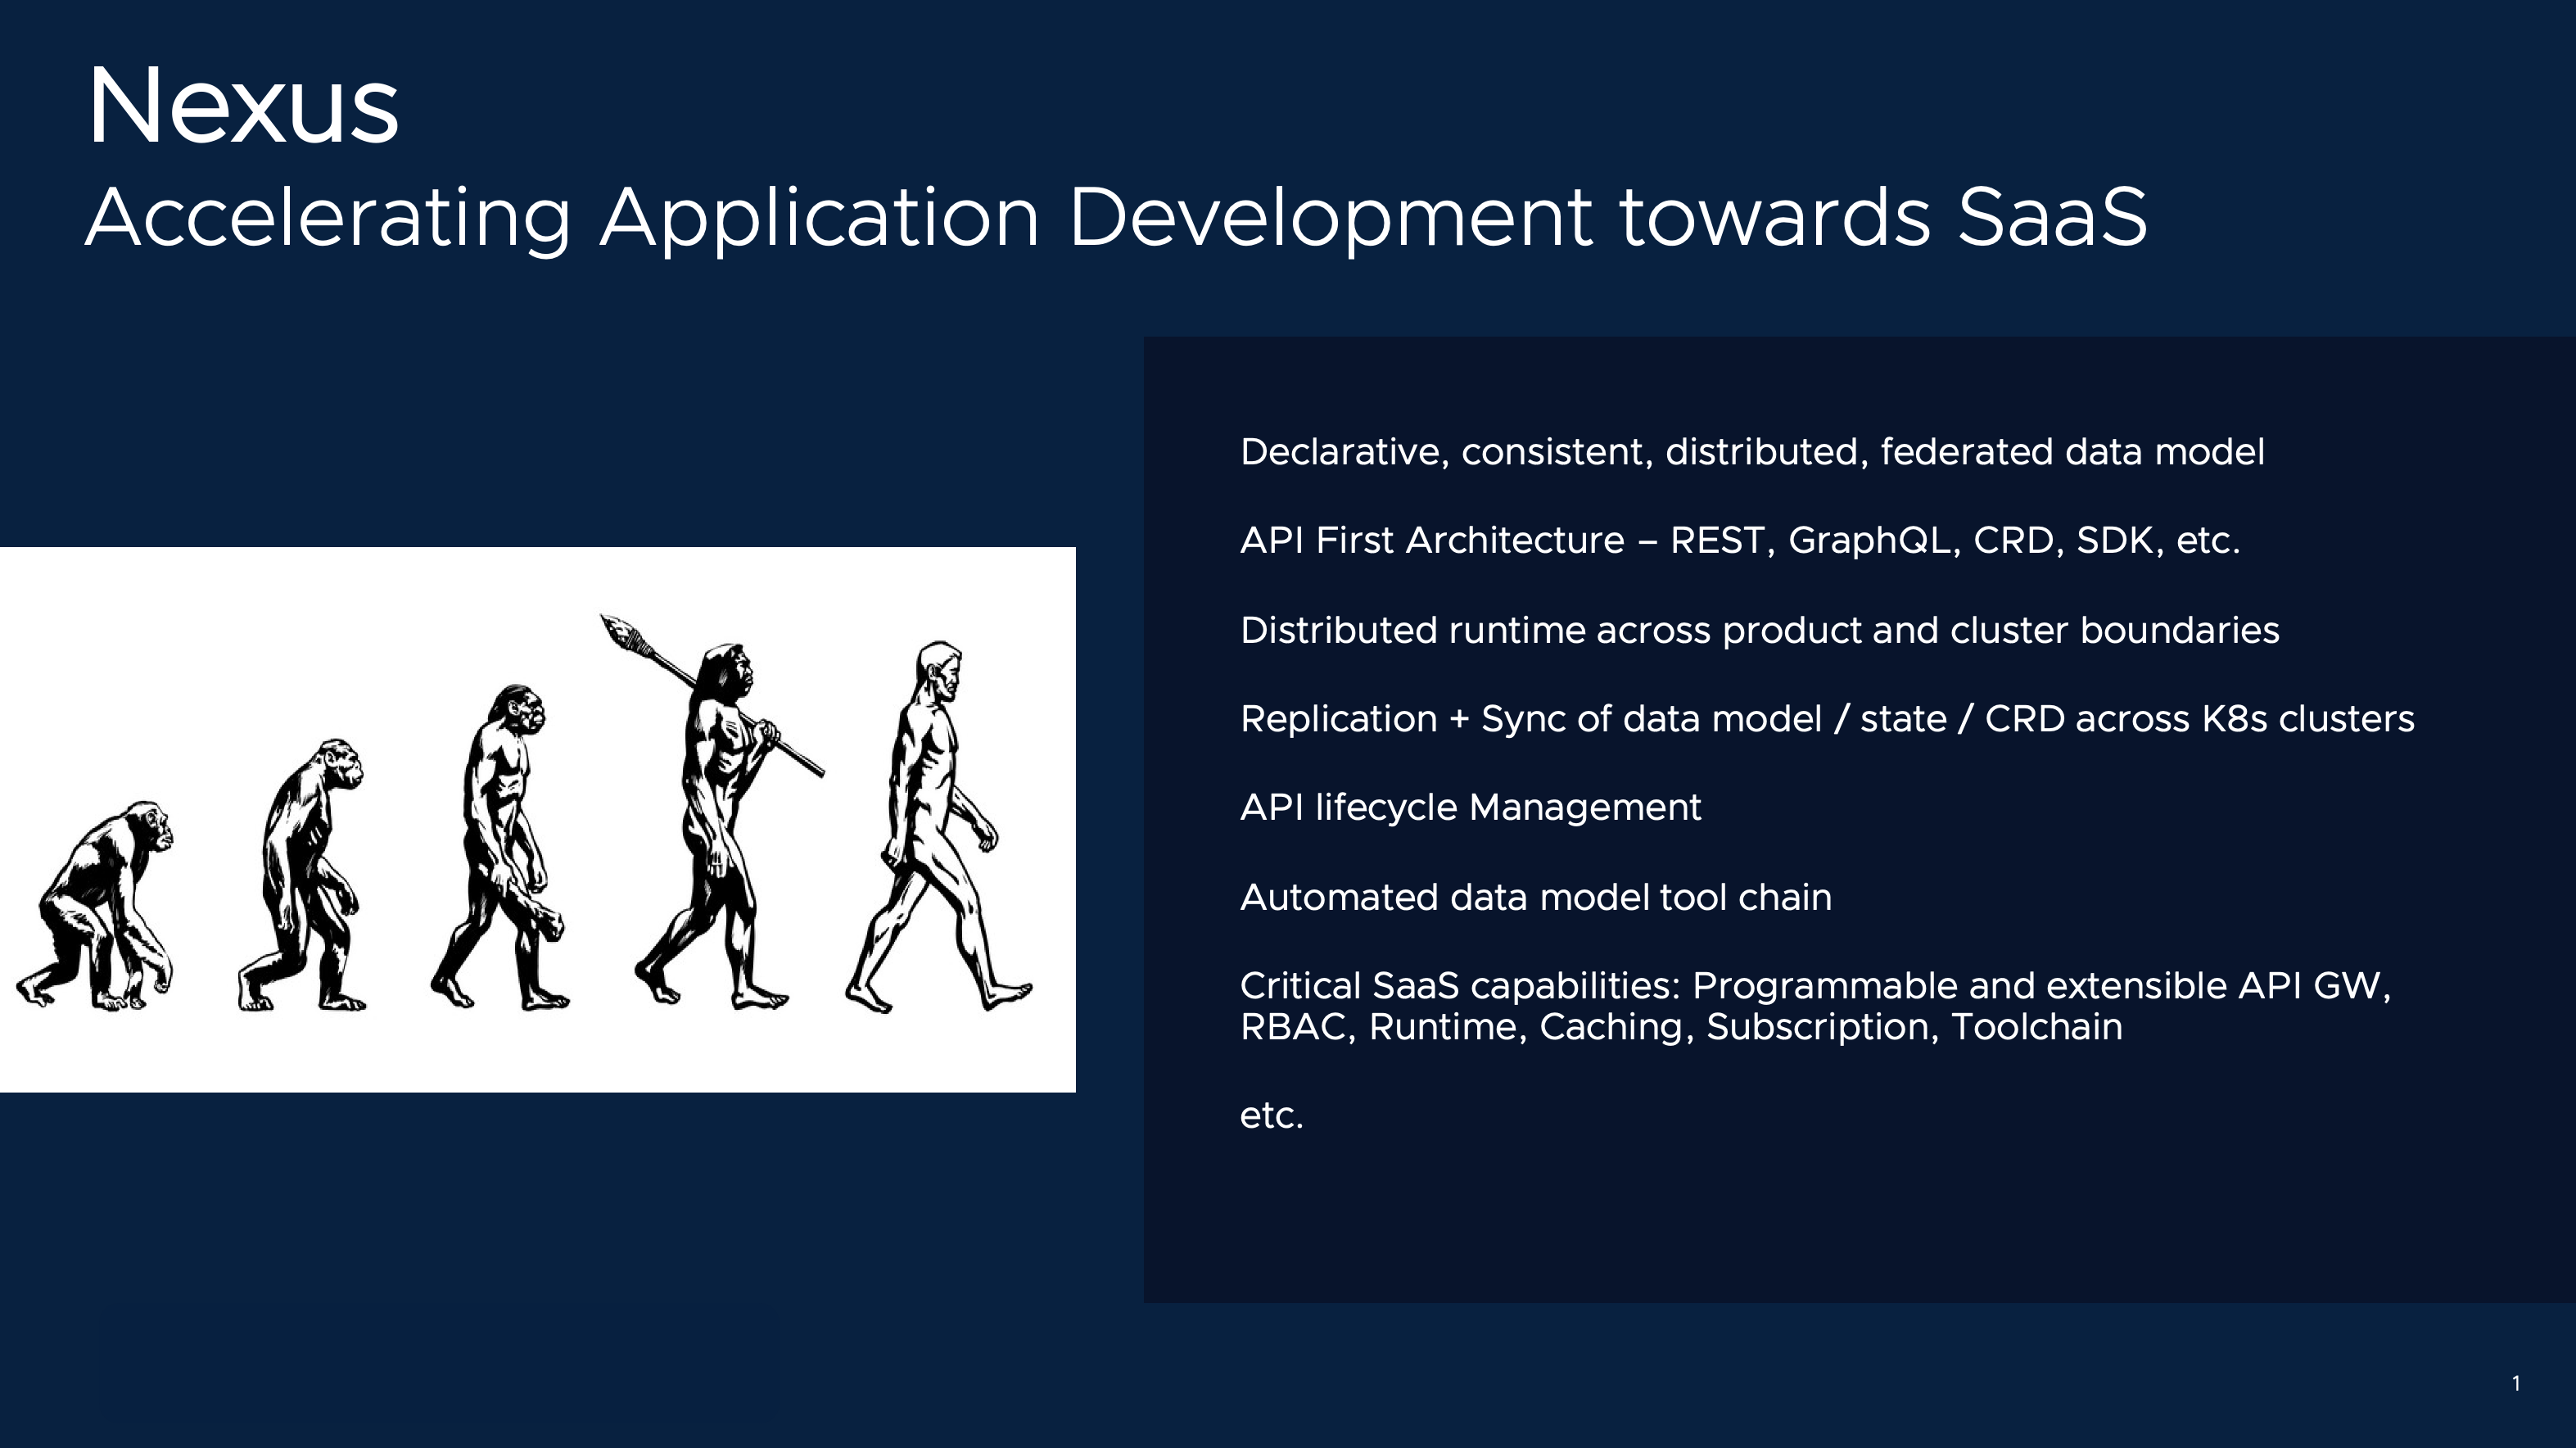 Nexus
Accelerating Application Development towards SaaS
Declarative, consistent, distributed, federated data model
API First Architecture – REST, GraphQL, CRD, SDK, etc.
Distributed runtime across product and cluster boundaries
Replication + Sync of data model / state / CRD across K8s clusters
API lifecycle Management
Automated data model tool chain
Critical SaaS capabilities: Programmable and extensible API GW,
RBAC, Runtime, Caching, Subscription, Toolchain
etc.
1